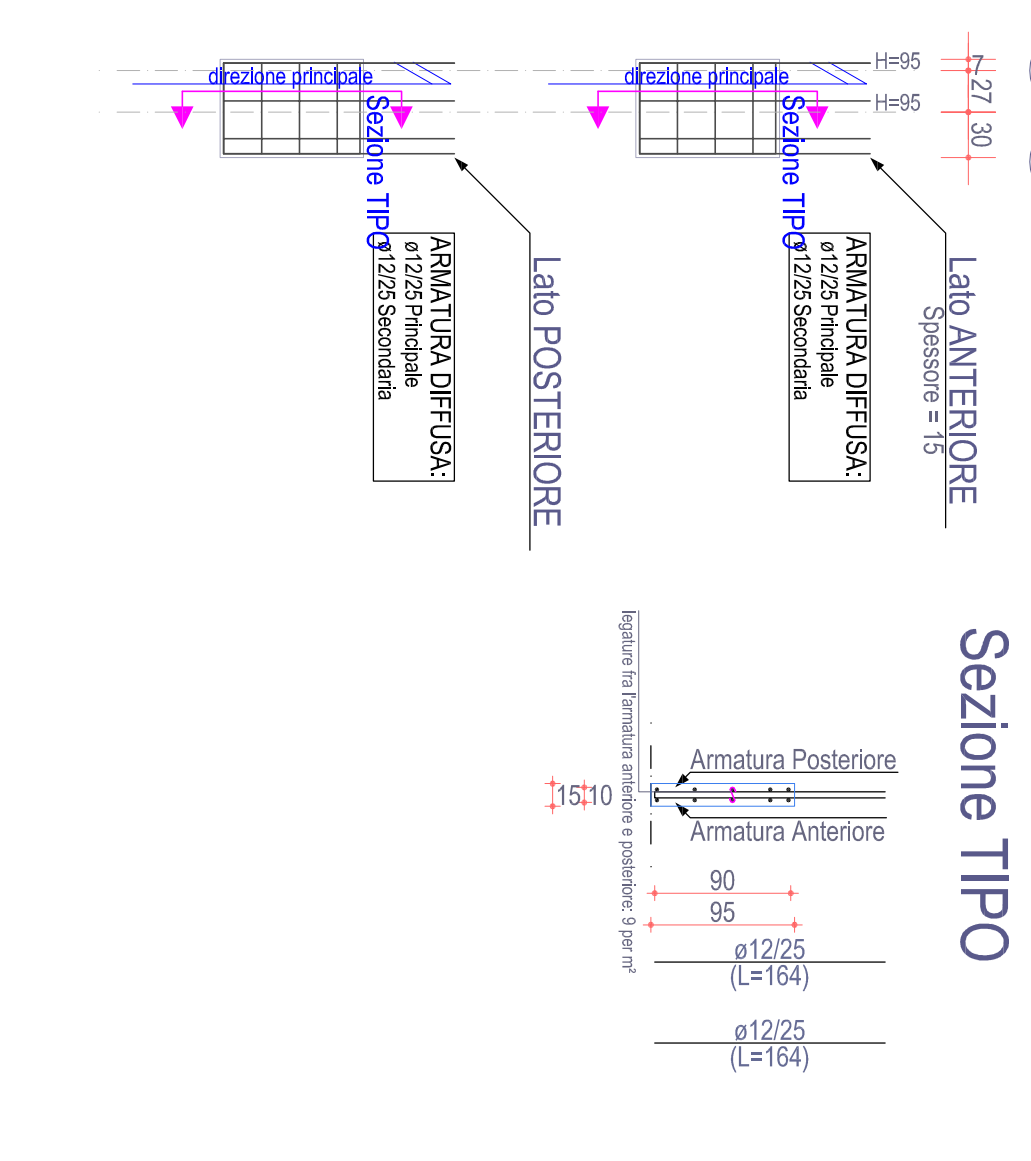 direzione principale
Sezione TIPO
ARMATURA DIFFUSA:
ø12/25 Principale
ø12/25 Secondaria
Lato POSTERIORE
direzione principale
Sezione TIPO
ARMATURA DIFFUSA:
ø12/25 Principale
ø12/25 Secondaria
Lato ANTERIORE
Spessore = 15
H=95
H=95
7
27
30
Sezione TIPO
legature fra l'armatura anteriore e posteriore: 9 per m²
Armatura Posteriore
15
10
Armatura Anteriore
90
95
ø12/25
(L=164)
ø12/25
(L=164)